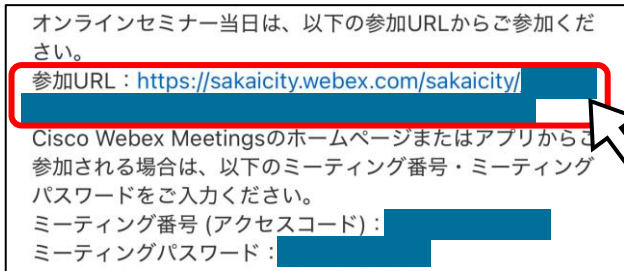 オンラインセミナー当日は、以下の参加URLからご参加くだ
さい。
参加URL：https://sakaicity.webex.com/sakaicity/
Cisco Webex Meetingsのホームページまたはアプリからご
参加される場合は、以下のミーティング番号・ミーティング
パスワードをご入力ください。
ミーティング番号 (アクセスコード)：
ミーティングパスワード：